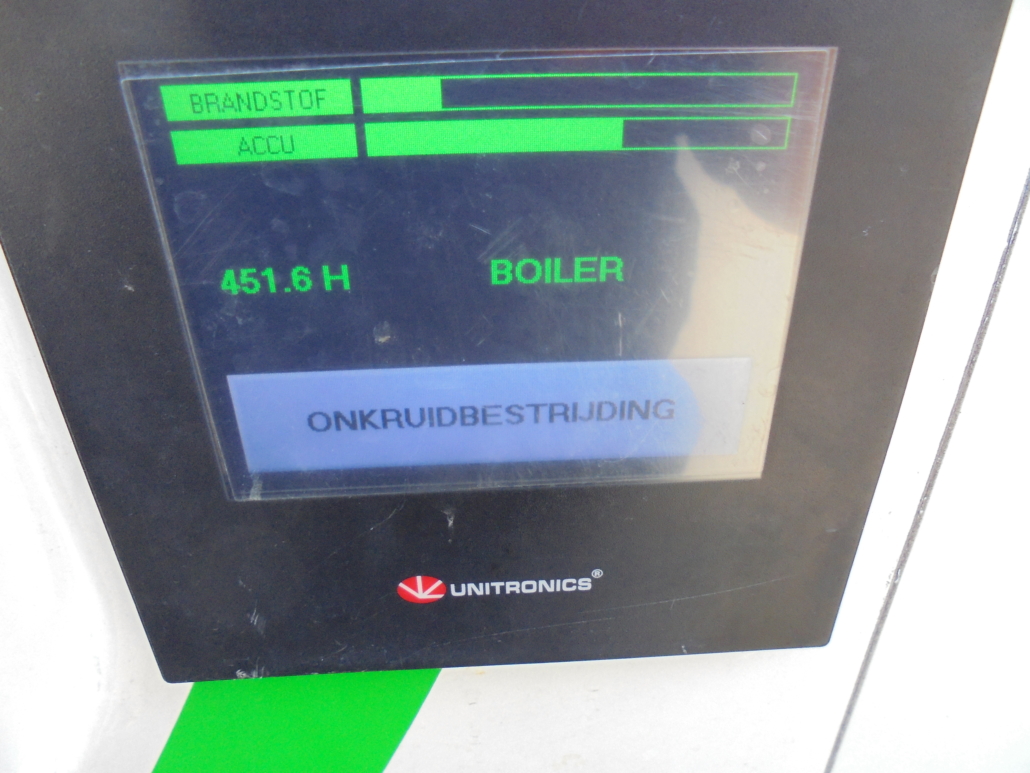 BRANDSTOF
ACCU
451.6 H BOILER
ONKRUIDBESTRIJDING
UNITRONICS®